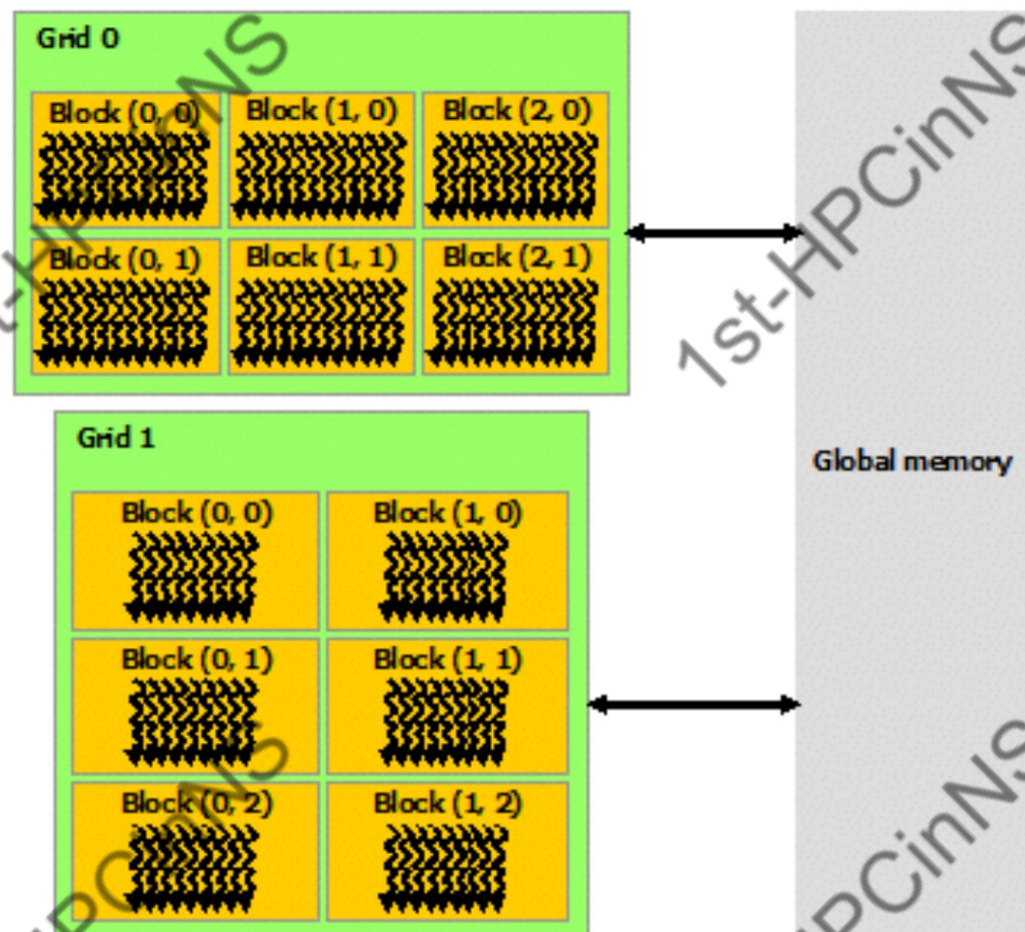 Grid 0
Block (0, 0) Block (1, 0) Block (2, 0)
Block (0, 1) Block (1, 1) Block (2, 1)
1st-HPCinNS
Global memory
Grid 1
Block (0, 0) Block (1, 0)
Block (0, 1) Block (1, 1)
Block (0, 2) Block (1, 2)